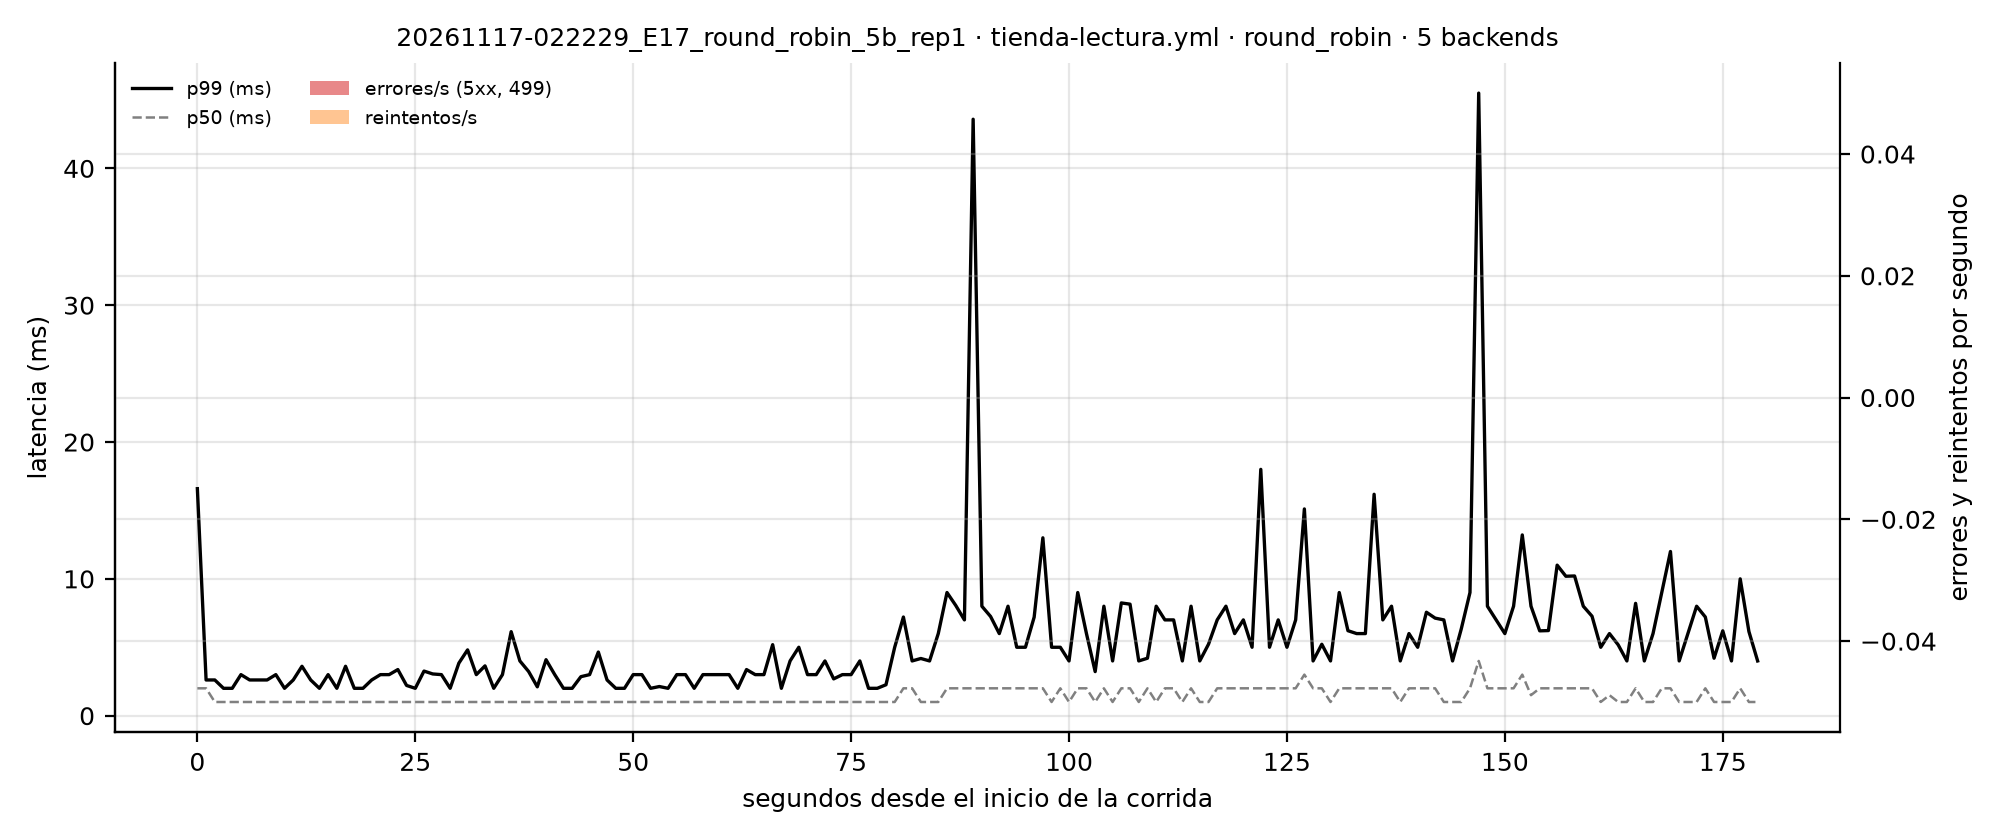 20261117-022229_E17_round_robin_5b_rep1 · tienda-lectura.yml · round_robin · 5 backends
p99 (ms)
p50 (ms)
errores/s (5xx, 499)
reintentos/s
latencia (ms)
40
30
20
10
0
0.04
0.02
0.00
−0.02
−0.04
errores y reintentos por segundo
0 25 50 75 100 125 150 175
segundos desde el inicio de la corrida